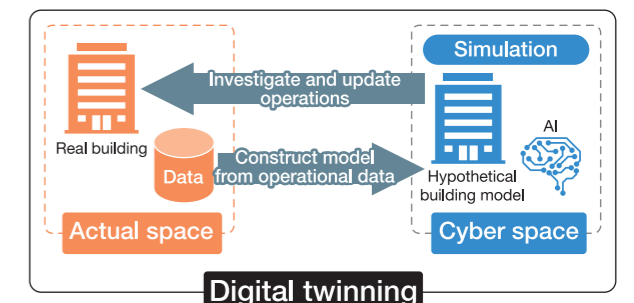 Simulation
Investigate and update
operations
Real building
AI
Data
Construct model
from operational data
Hypothetical
building model
Actual space
Cyber space
Digital twinning